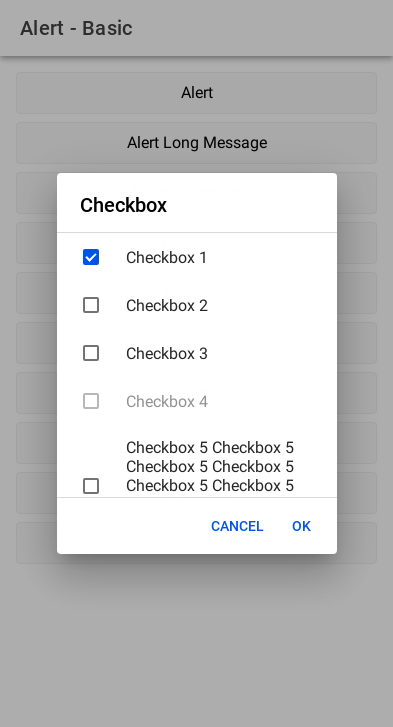 Alert - Basic
Alert
Alert Long Message
Checkbox
Checkbox 1
Checkbox 2
Checkbox 3
Checkbox 4
Checkbox 5 Checkbox 5
Checkbox 5 Checkbox 5
Checkbox 5 Checkbox 5
CANCEL OK